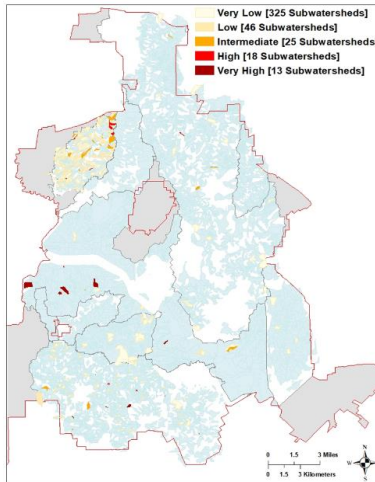 Very Low [325 Subwatersheds]
Low [46 Subwatersheds]
Intermediate [25 Subwatersheds]
High [18 Subwatersheds]
Very High [13 Subwatersheds]
N
W E
S
0 1.5 3 Miles
0 1.5 3 Kilometers